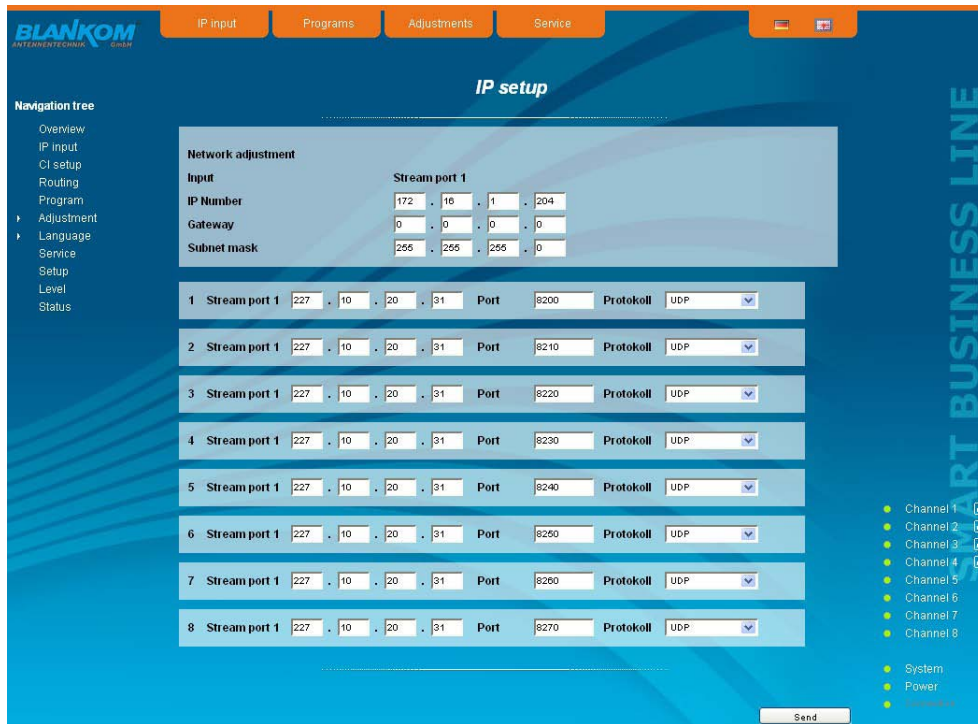 BLANKOM
ANTENNENTECHNIK GmbH
IP input Programs Adjustments Service
IP setup
Navigation tree
Overview
IP input
CI setup
Routing
Program
Adjustment
Language
Service
Setup
Level
Status
Network adjustment
Input Stream port 1
IP Number 172 . 16 . 1 . 204
Gateway 0 . 0 . 0 . 0
Subnet mask 255 . 255 . 255 . 0
1 Stream port 1 227 . 10 . 20 . 31 Port 8200 Protokoll UDP
2 Stream port 1 227 . 10 . 20 . 31 Port 8210 Protokoll UDP
3 Stream port 1 227 . 10 . 20 . 31 Port 8220 Protokoll UDP
4 Stream port 1 227 . 10 . 20 . 31 Port 8230 Protokoll UDP
5 Stream port 1 227 . 10 . 20 . 31 Port 8240 Protokoll UDP
6 Stream port 1 227 . 10 . 20 . 31 Port 8250 Protokoll UDP
7 Stream port 1 227 . 10 . 20 . 31 Port 8260 Protokoll UDP
8 Stream port 1 227 . 10 . 20 . 31 Port 8270 Protokoll UDP
Send
SMART BUSINESS LINE
Channel 1
Channel 2
Channel 3
Channel 4
Channel 5
Channel 6
Channel 7
Channel 8
System
Power